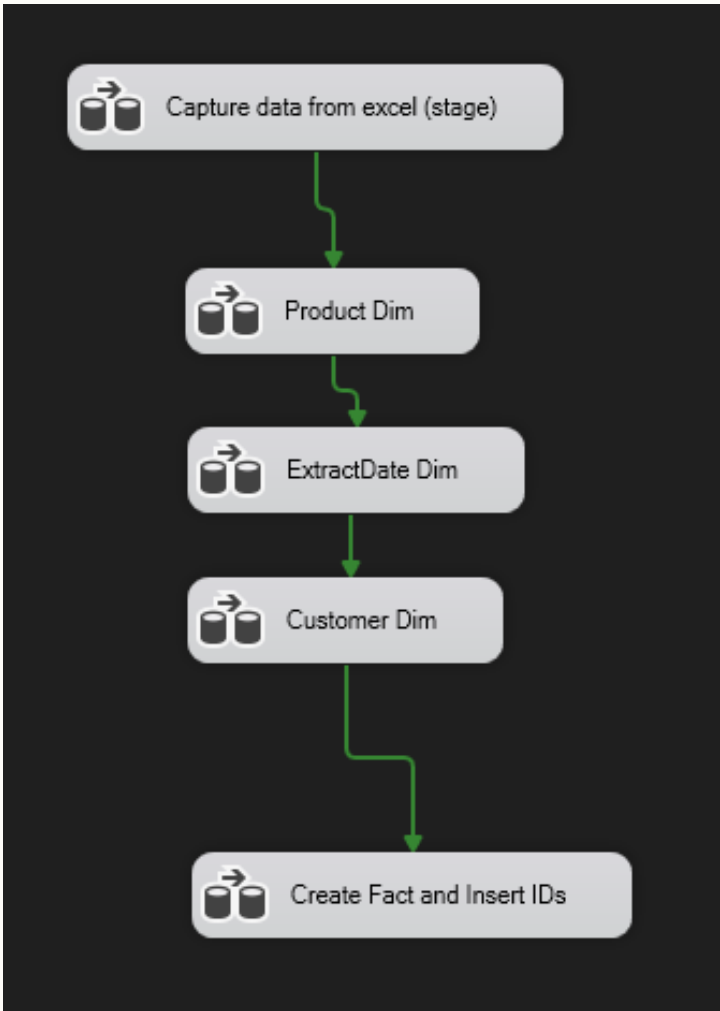 Capture data from excel (stage)
Product Dim
ExtractDate Dim
Customer Dim
Create Fact and Insert IDs